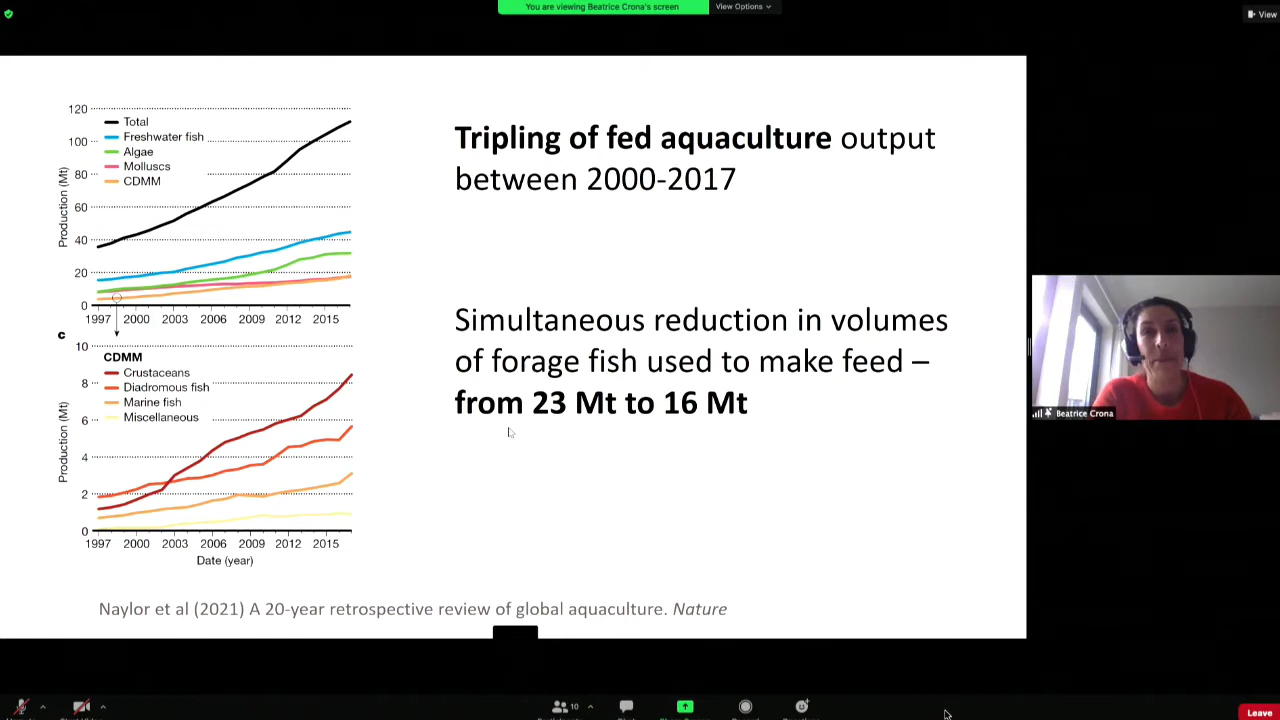 You are viewing Beatrice Crona's screen
View Options
View
120
100
80
60
40
20
0
Production (Mt)
Total
Freshwater fish
Algae
Molluscs
CDMM
1997 2000 2003 2006 2009 2012 2015
c
10
8
6
4
2
0
Production (Mt)
CDMM
Crustaceans
Diadromous fish
Marine fish
Miscellaneous
1997 2000 2003 2006 2009 2012 2015
Date (year)
Tripling of fed aquaculture output
between 2000-2017
Simultaneous reduction in volumes
of forage fish used to make feed –
from 23 Mt to 16 Mt
Naylor et al (2021) A 20-year retrospective review of global aquaculture. Nature
Beatrice Crona
10
Leave